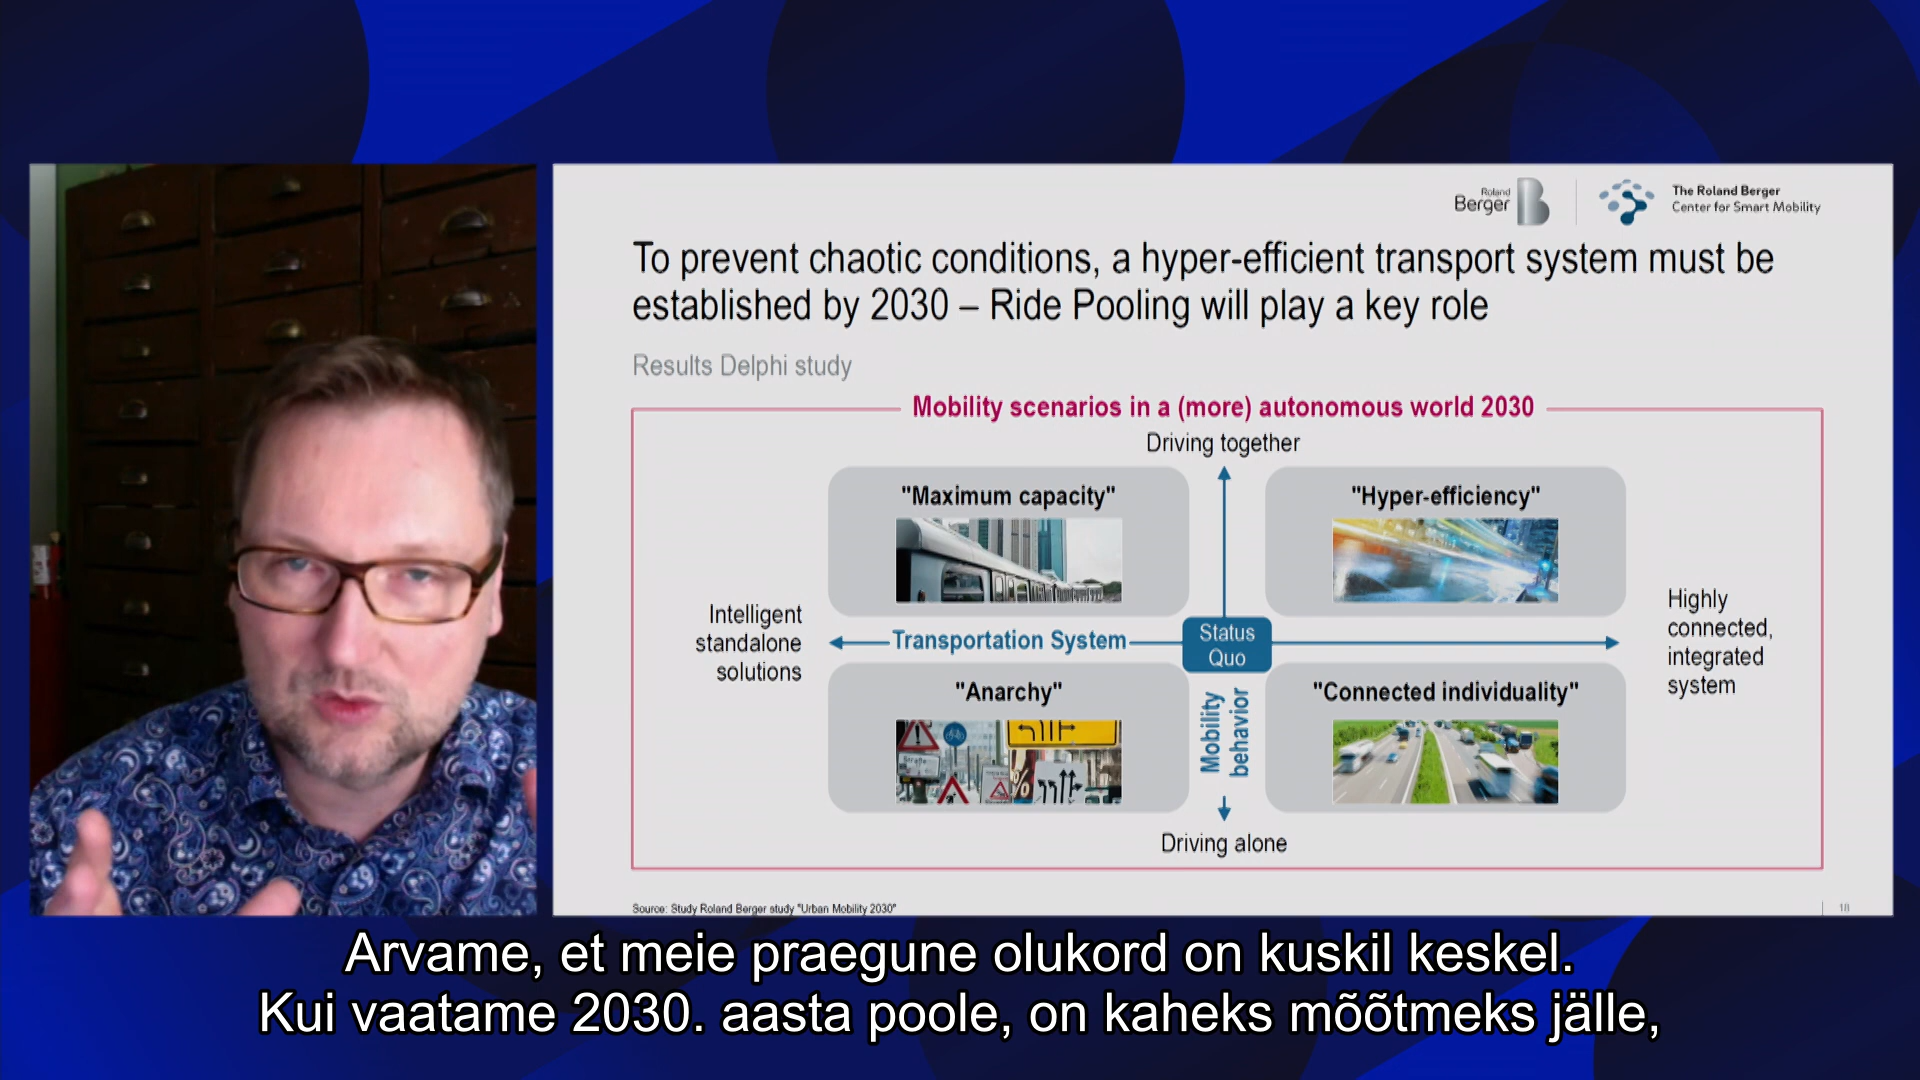 Roland
Berger
The Roland Berger
Center for Smart Mobility
To prevent chaotic conditions, a hyper-efficient transport system must be
established by 2030 – Ride Pooling will play a key role
Results Delphi study
Mobility scenarios in a (more) autonomous world 2030
Driving together
"Maximum capacity"
"Hyper-efficiency"
Intelligent
standalone
solutions
Transportation System
Status
Quo
Highly
connected,
integrated
system
"Anarchy"
Mobility
behavior
"Connected individuality"
Driving alone
Source: Study Roland Berger study "Urban Mobility 2030"
Arvame, et meie praegune olukord on kuskil keskel.
Kui vaatame 2030. aasta poole, on kaheks mõõtmeks jälle,